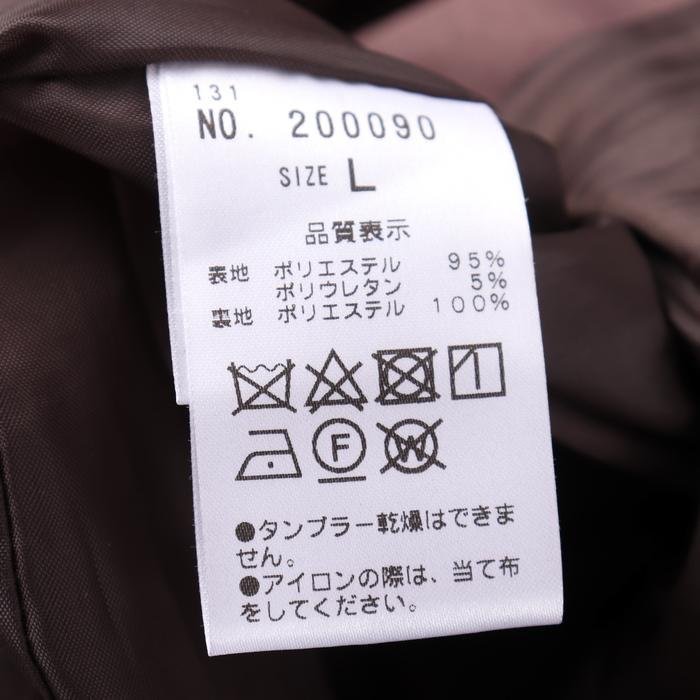 131
NO. 200090
SIZE L
品質表示
表地 ポリエステル 95%
ポリウレタン 5%
裏地 ポリエステル 100%
F W
●タンブラー乾燥はできま
せん。
●アイロンの際は、当て布
をしてください。